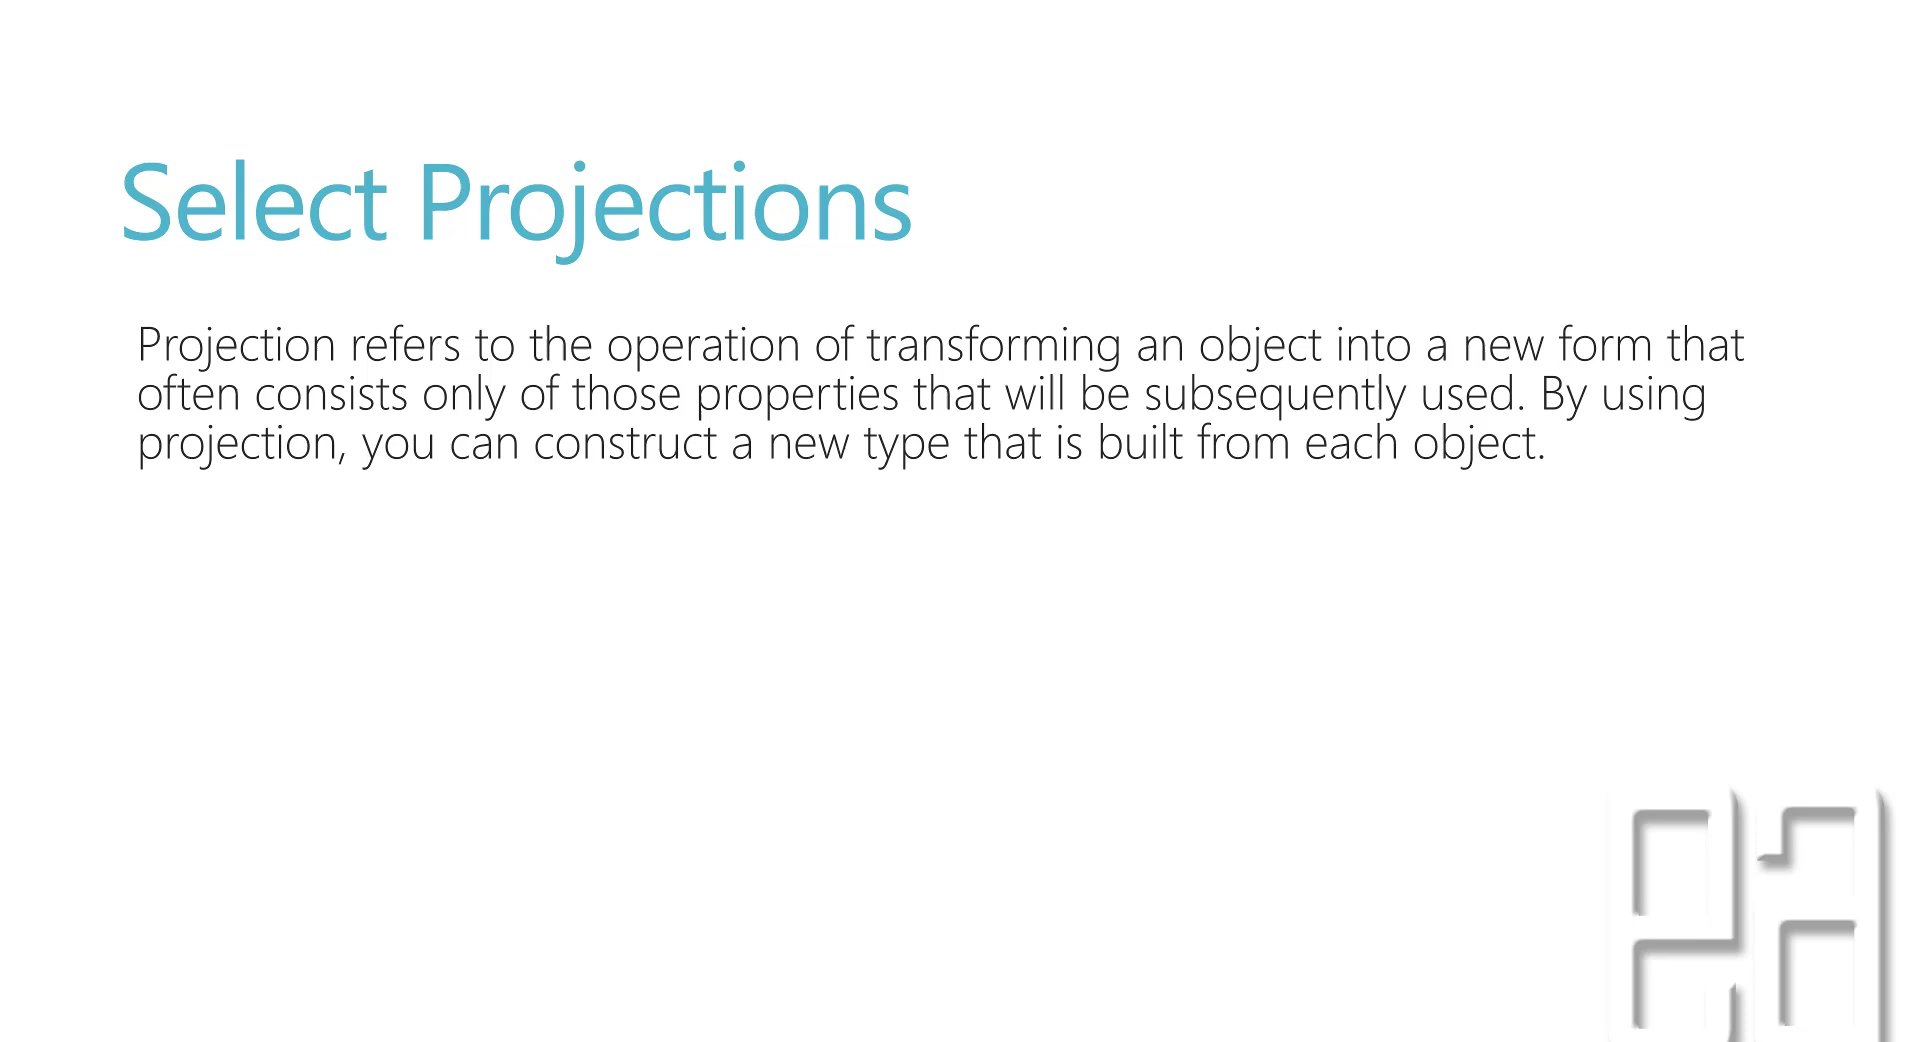 Select Projections
Projection refers to the operation of transforming an object into a new form that
often consists only of those properties that will be subsequently used. By using
projection, you can construct a new type that is built from each object.